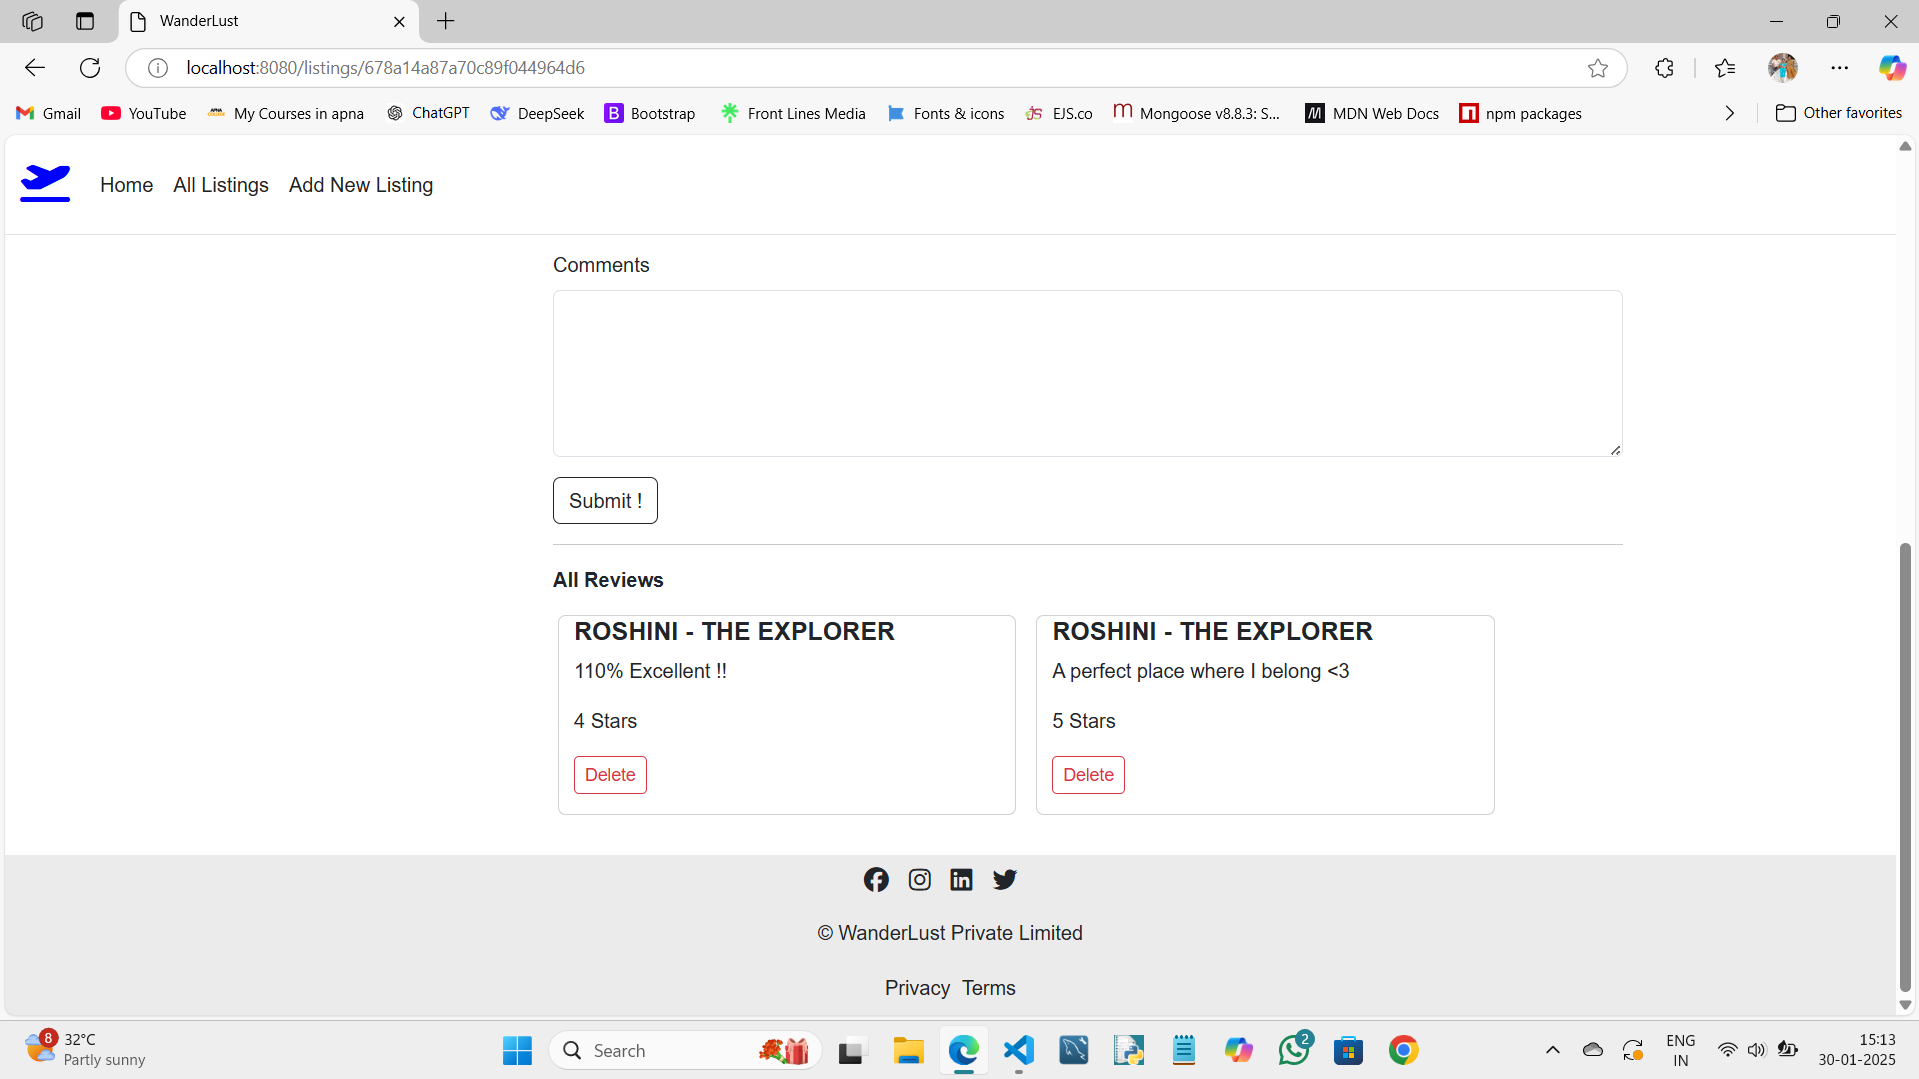 WanderLust
localhost:8080/listings/678a14a87a70c89f044964d6
Gmail YouTube My Courses in apna ChatGPT DeepSeek Bootstrap Front Lines Media Fonts & icons EJS.co Mongoose v8.8.3: S... MDN Web Docs npm packages Other favorites
Home All Listings Add New Listing
Comments
Submit !
All Reviews
ROSHINI - THE EXPLORER
110% Excellent !!
4 Stars
Delete
ROSHINI - THE EXPLORER
A perfect place where I belong <3
5 Stars
Delete
© WanderLust Private Limited
Privacy Terms
8
32°C
Partly sunny
Search
2
ENG
IN
15:13
30-01-2025